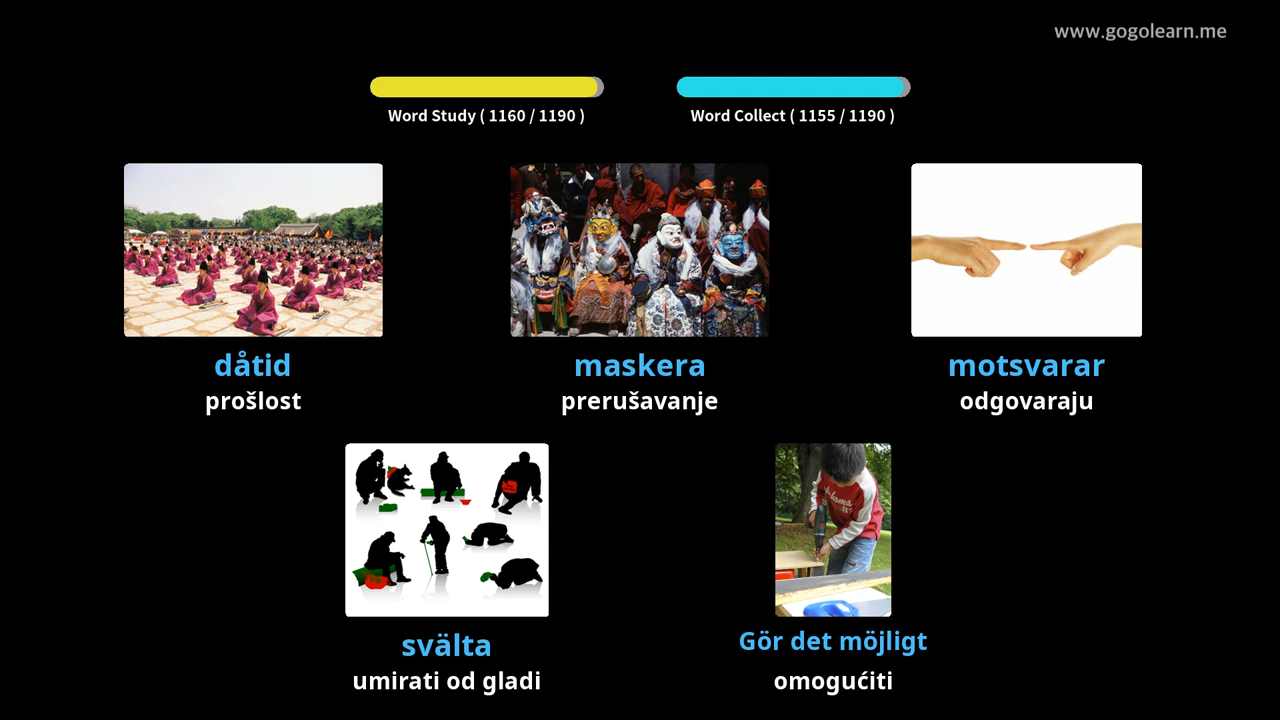 www.gogolearn.me
Word Study ( 1160 / 1190 )
Word Collect ( 1155 / 1190 )
dåtid
prošlost
maskera
prerušavanje
motsvarar
odgovaraju
svälta
umirati od gladi
Gör det möjligt
omogućiti